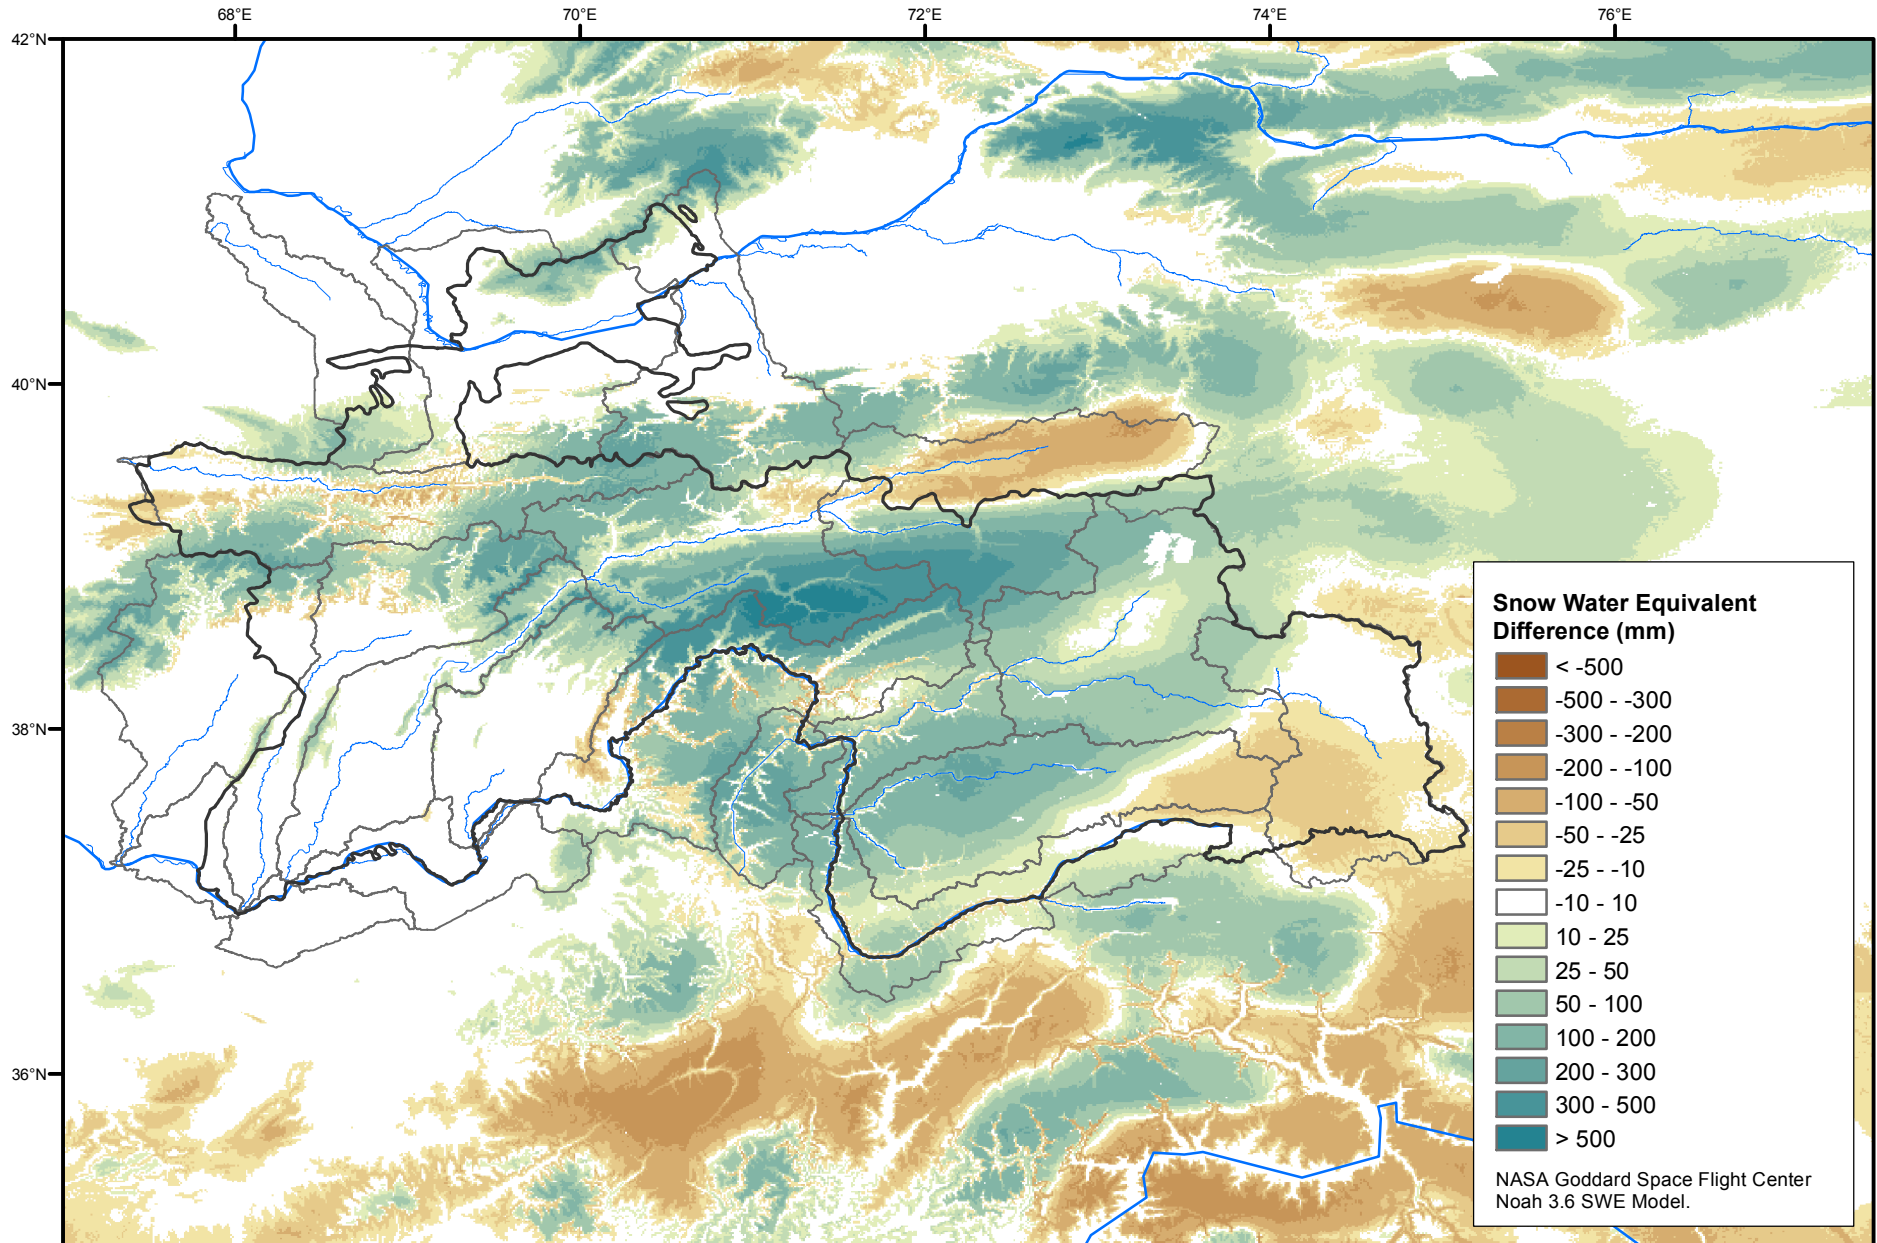 68°E
70°E
72°E
74°E
76°E
42°N
40°N
38°N
36°N
Snow Water Equivalent
Difference (mm)
< -500
-500 - -300
-300 - -200
-200 - -100
-100 - -50
-50 - -25
-25 - -10
-10 - 10
10 - 25
25 - 50
50 - 100
100 - 200
200 - 300
300 - 500
> 500
NASA Goddard Space Flight Center
Noah 3.6 SWE Model.